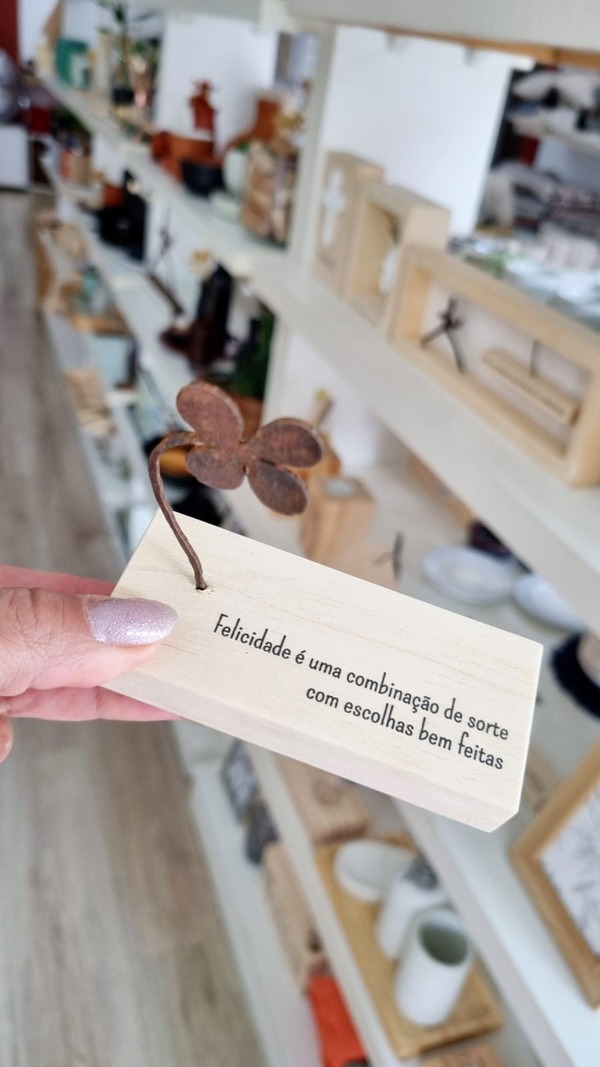 Felicidade é uma combinação de sorte
com escolhas bem feitas